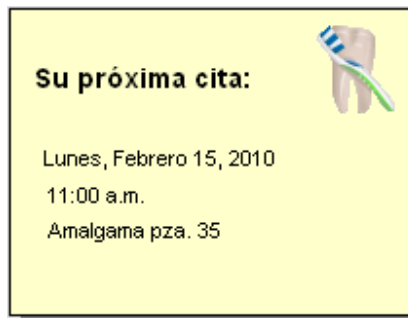 Su próxima cita:
Lunes, Febrero 15, 2010
11:00 a.m.
Amalgama pza. 35